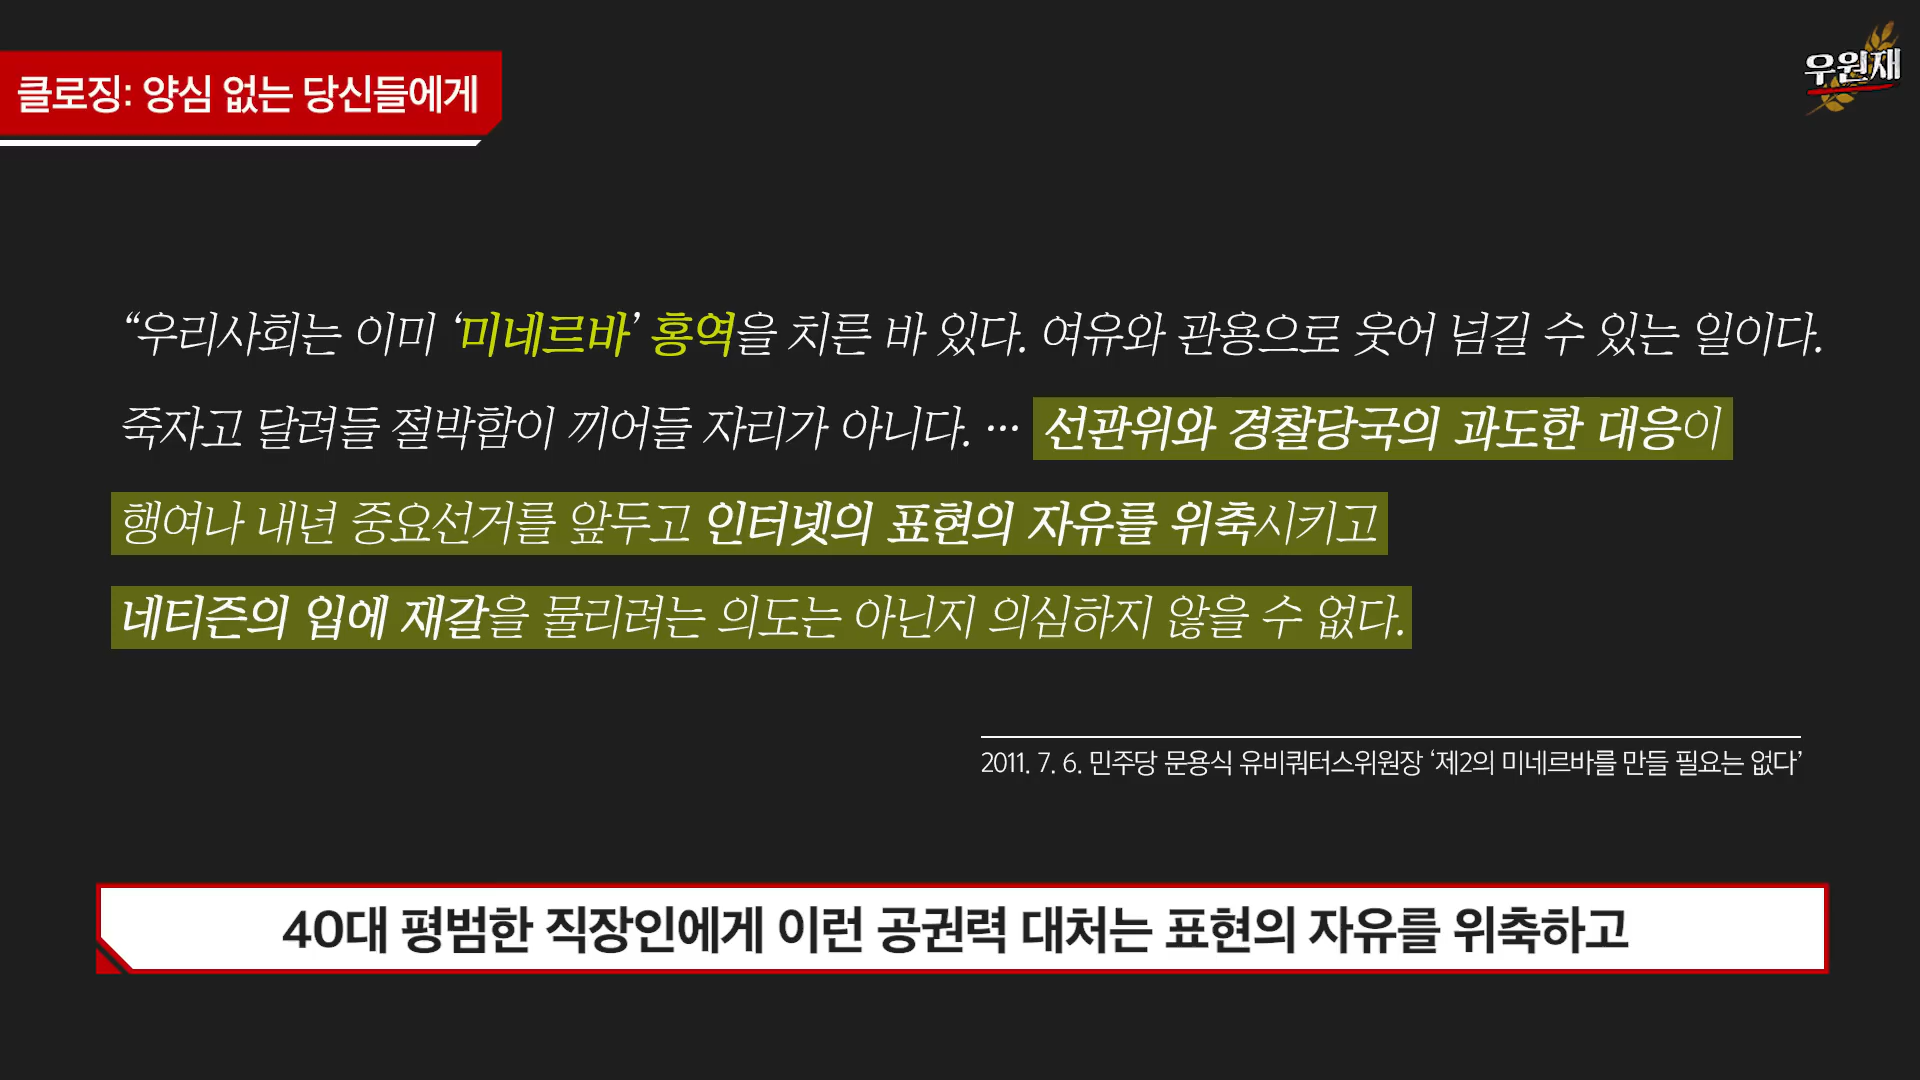 클로징: 양심 없는 당신들에게
우원재
“우리사회는 이미 ‘미네르바’ 홍역을 치른 바 있다. 여유와 관용으로 웃어 넘길 수 있는 일이다.
죽자고 달려들 절박함이 끼어들 자리가 아니다. … 선관위와 경찰당국의 과도한 대응이
행여나 내년 중요선거를 앞두고 인터넷의 표현의 자유를 위축시키고
네티즌의 입에 재갈을 물리려는 의도는 아닌지 의심하지 않을 수 없다.
2011. 7. 6. 민주당 문용식 유비쿼터스위원장 ‘제2의 미네르바를 만들 필요는 없다’
40대 평범한 직장인에게 이런 공권력 대처는 표현의 자유를 위축하고